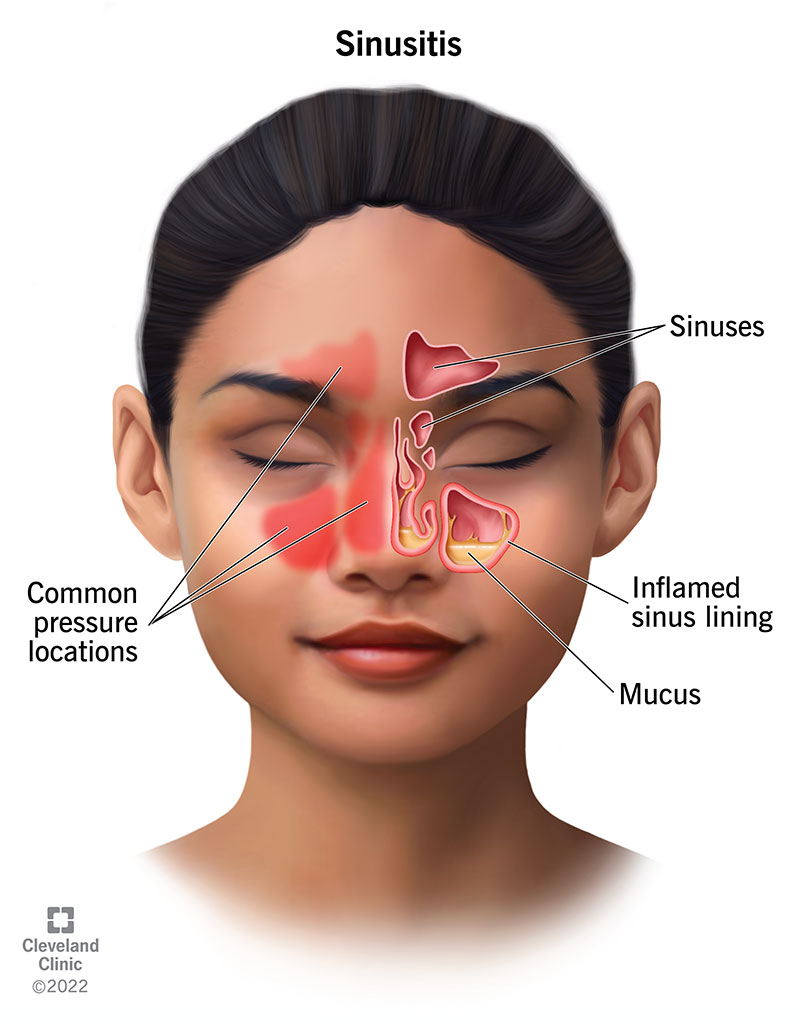 Sinusitis
Sinuses
Common
pressure
locations
Inflamed
sinus lining
Mucus
Cleveland
Clinic
©2022